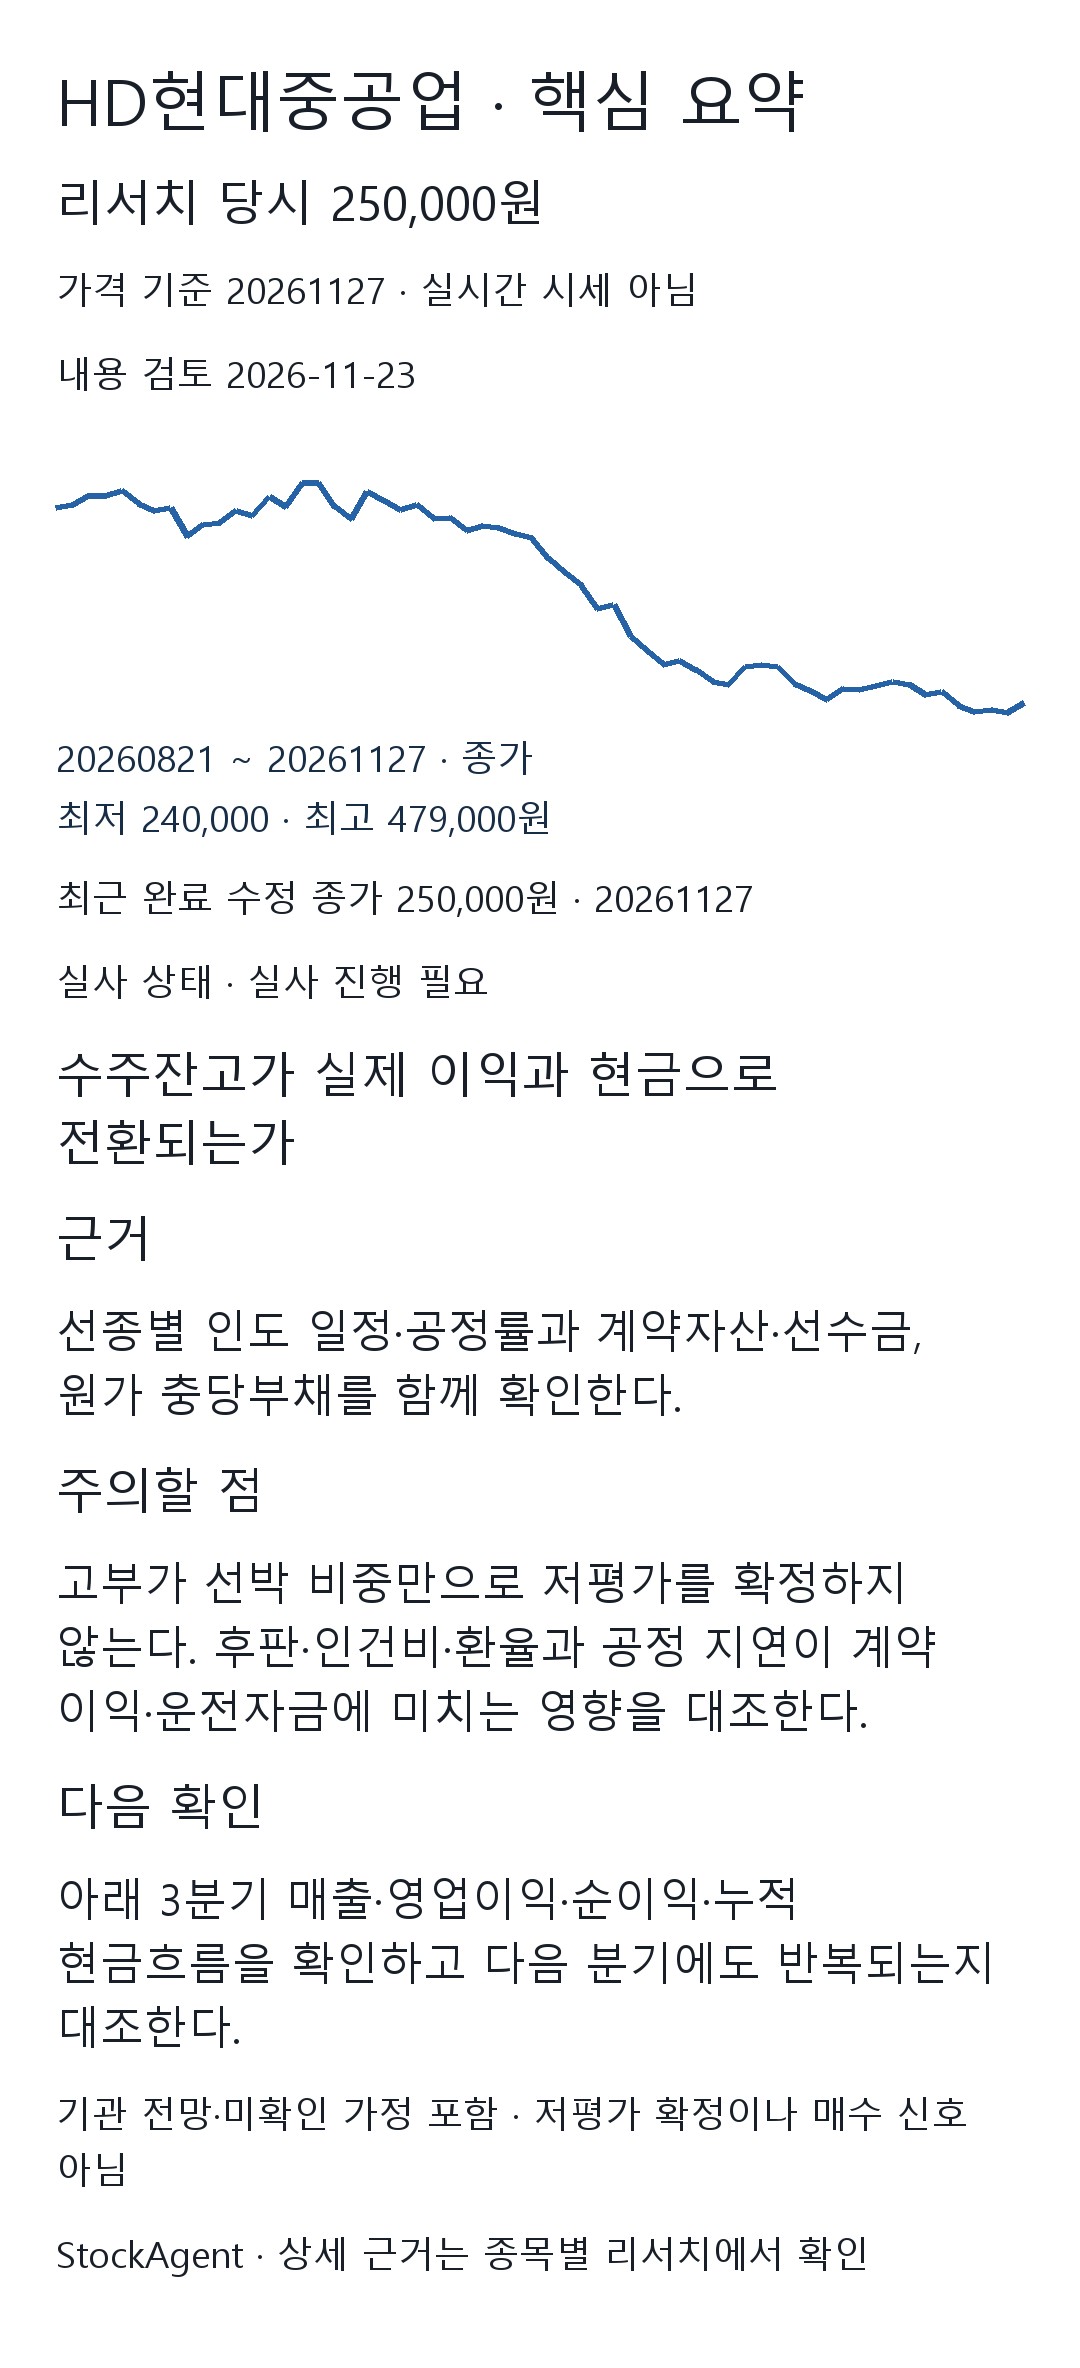 HD현대중공업 · 핵심 요약
리서치 당시 250,000원
가격 기준 20261127 · 실시간 시세 아님
내용 검토 2026-11-23
20260821 ~ 20261127 · 종가
최저 240,000 · 최고 479,000원
최근 완료 수정 종가 250,000원 · 20261127
실사 상태 · 실사 진행 필요
수주잔고가 실제 이익과 현금으로
전환되는가
근거
선종별 인도 일정·공정률과 계약자산·선수금,
원가 충당부채를 함께 확인한다.
주의할 점
고부가 선박 비중만으로 저평가를 확정하지
않는다. 후판·인건비·환율과 공정 지연이 계약
이익·운전자금에 미치는 영향을 대조한다.
다음 확인
아래 3분기 매출·영업이익·순이익·누적
현금흐름을 확인하고 다음 분기에도 반복되는지
대조한다.
기관 전망·미확인 가정 포함 · 저평가 확정이나 매수 신호
아님
StockAgent · 상세 근거는 종목별 리서치에서 확인